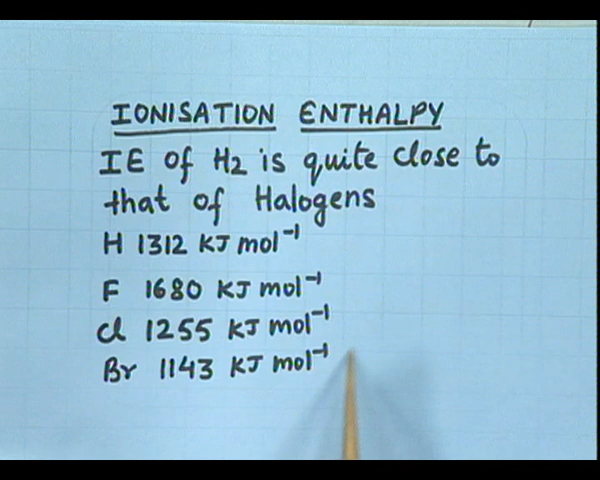 IONISATION ENTHALPY
IE of H2 is quite close to
that of Halogens
H 1312 KJ mol⁻¹
F 1680 KJ mol⁻¹
Cl 1255 KJ mol⁻¹
Br 1143 KJ mol⁻¹